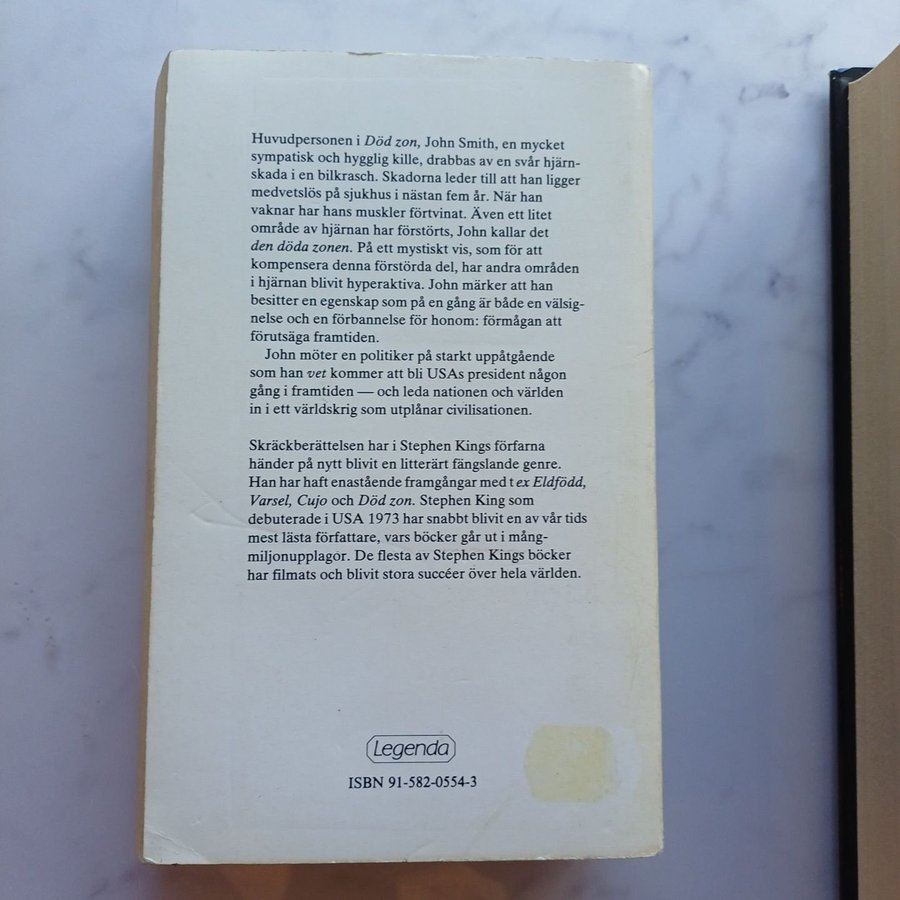 Huvudpersonen i Död zon, John Smith, en mycket
sympatisk och hygglig kille, drabbas av en svår hjärn-
skada i en bilkrasch. Skadorna leder till att han ligger
medvetslös på sjukhus i nästan fem år. När han
vaknar har hans muskler förtvinat. Även ett litet
område av hjärnan har förstörts, John kallar det
den döda zonen. På ett mystiskt vis, som för att
kompensera denna förstörda del, har andra områden
i hjärnan blivit hyperaktiva. John märker att han
besitter en egenskap som på en gång är både en välsig-
nelse och en förbannelse för honom: förmågan att
förutsäga framtiden.
John möter en politiker på starkt uppåtgående
som han vet kommer att bli USAs president någon
gång i framtiden — och leda nationen och världen
in i ett världskrig som utplånar civilisationen.
Skräckberättelsen har i Stephen Kings förfarna
händer på nytt blivit en litterärt fängslande genre.
Han har haft enastående framgångar med t ex Eldfödd,
Varsel, Cujo och Död zon. Stephen King som
debuterade i USA 1973 har snabbt blivit en av vår tids
mest lästa författare, vars böcker går ut i mång-
miljonupplagor. De flesta av Stephen Kings böcker
har filmats och blivit stora succéer över hela världen.
Legenda
ISBN 91-582-0554-3